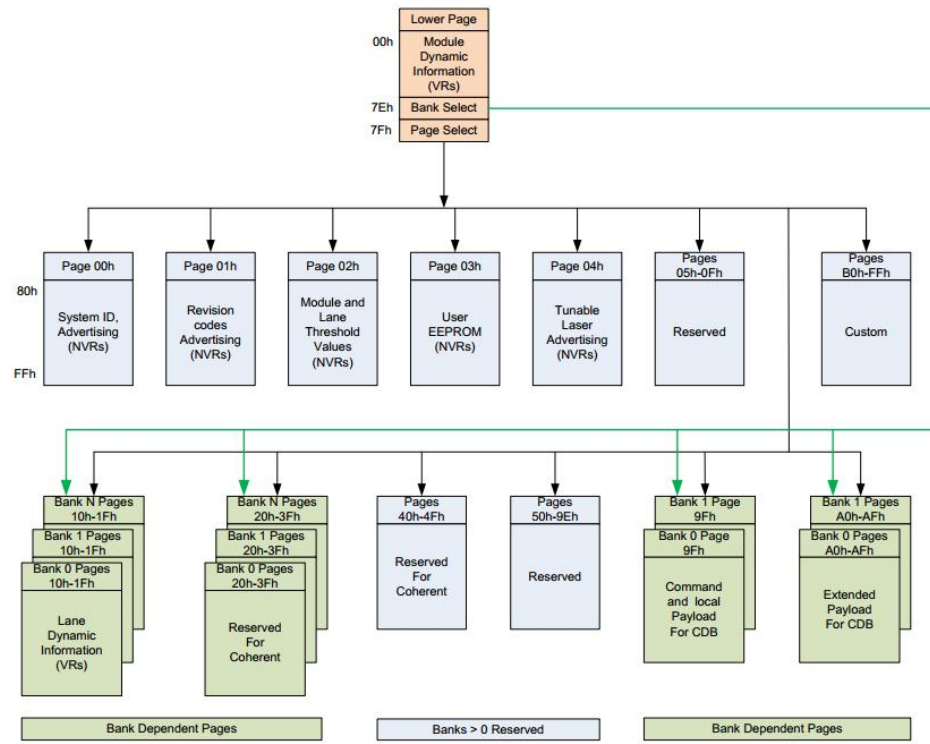 Lower Page
00h
Module
Dynamic
Information
(VRs)
7Eh
Bank Select
7Fh
Page Select
Page 00h
Page 01h
Page 02h
Page 03h
Page 04h
Pages
05h-0Fh
Pages
B0h-FFh
80h
System ID,
Advertising
(NVRs)
Revision
codes
Advertising
(NVRs)
Module and
Lane
Threshold
Values
(NVRs)
User
EEPROM
(NVRs)
Tunable
Laser
Advertising
(NVRs)
Reserved
Custom
FFh
Bank N Pages
10h-1Fh
Bank 1 Pages
10h-1Fh
Bank 0 Pages
10h-1Fh
Lane
Dynamic
Information
(VRs)
Bank N Pages
20h-3Fh
Bank 1 Pages
20h-3Fh
Bank 0 Pages
20h-3Fh
Reserved
For
Coherent
Pages
40h-4Fh
Reserved
For
Coherent
Pages
50h-9Eh
Reserved
Bank 1 Page
9Fh
Bank 0 Page
9Fh
Command
and local
Payload
For CDB
Bank 1 Pages
A0h-AFh
Bank 0 Pages
A0h-AFh
Extended
Payload
For CDB
Bank Dependent Pages
Banks > 0 Reserved
Bank Dependent Pages